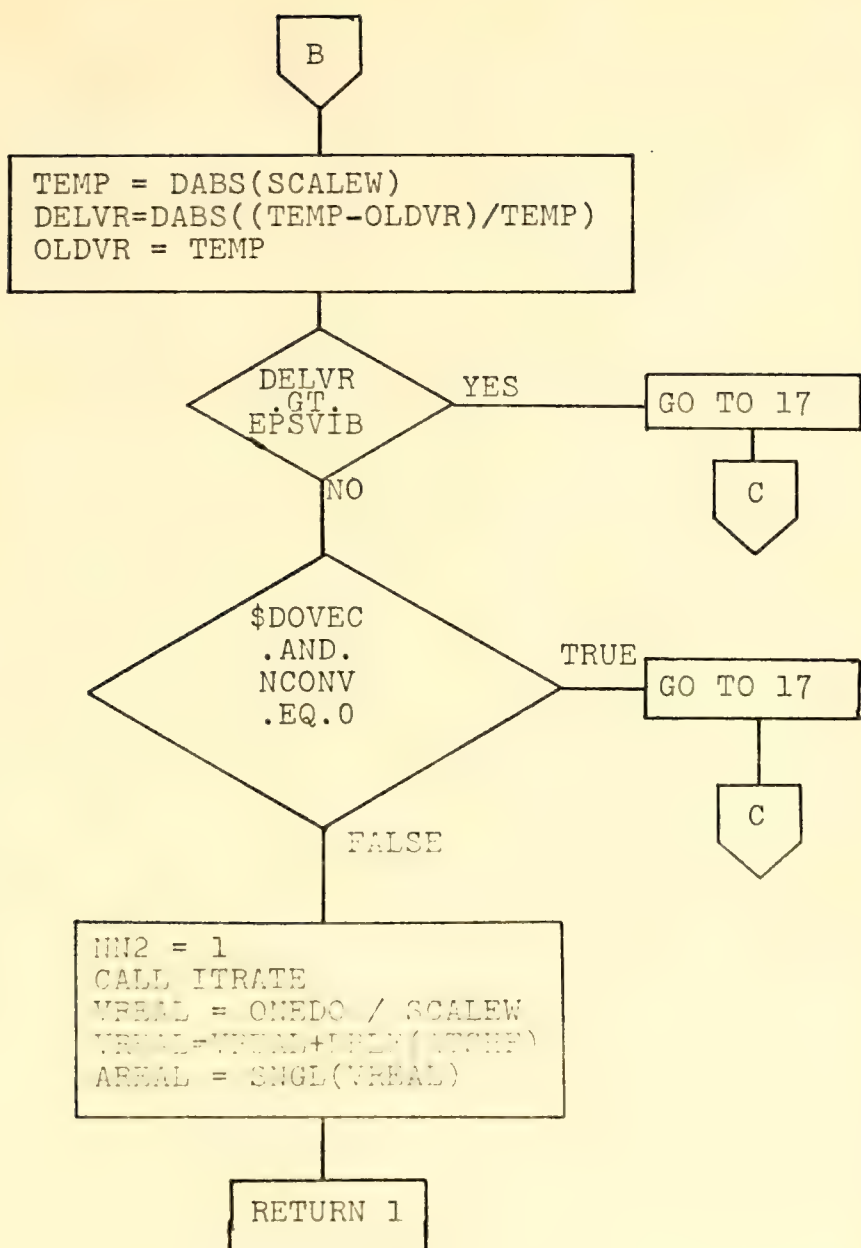 B
TEMP = DABS(SCALEW)
DELVR=DABS((TEMP-OLDVR)/TEMP)
OLDVR = TEMP
DELVR
.GT.
EPSVIB
YES
GO TO 17
C
NO
$DOVEC
.AND.
NCONV
.EQ.0
TRUE
GO TO 17
C
FALSE
NN2 = 1
CALL ITRATE
VREAL = ONEDO / SCALEW
AREAL = SNGL(VREAL)
RETURN 1